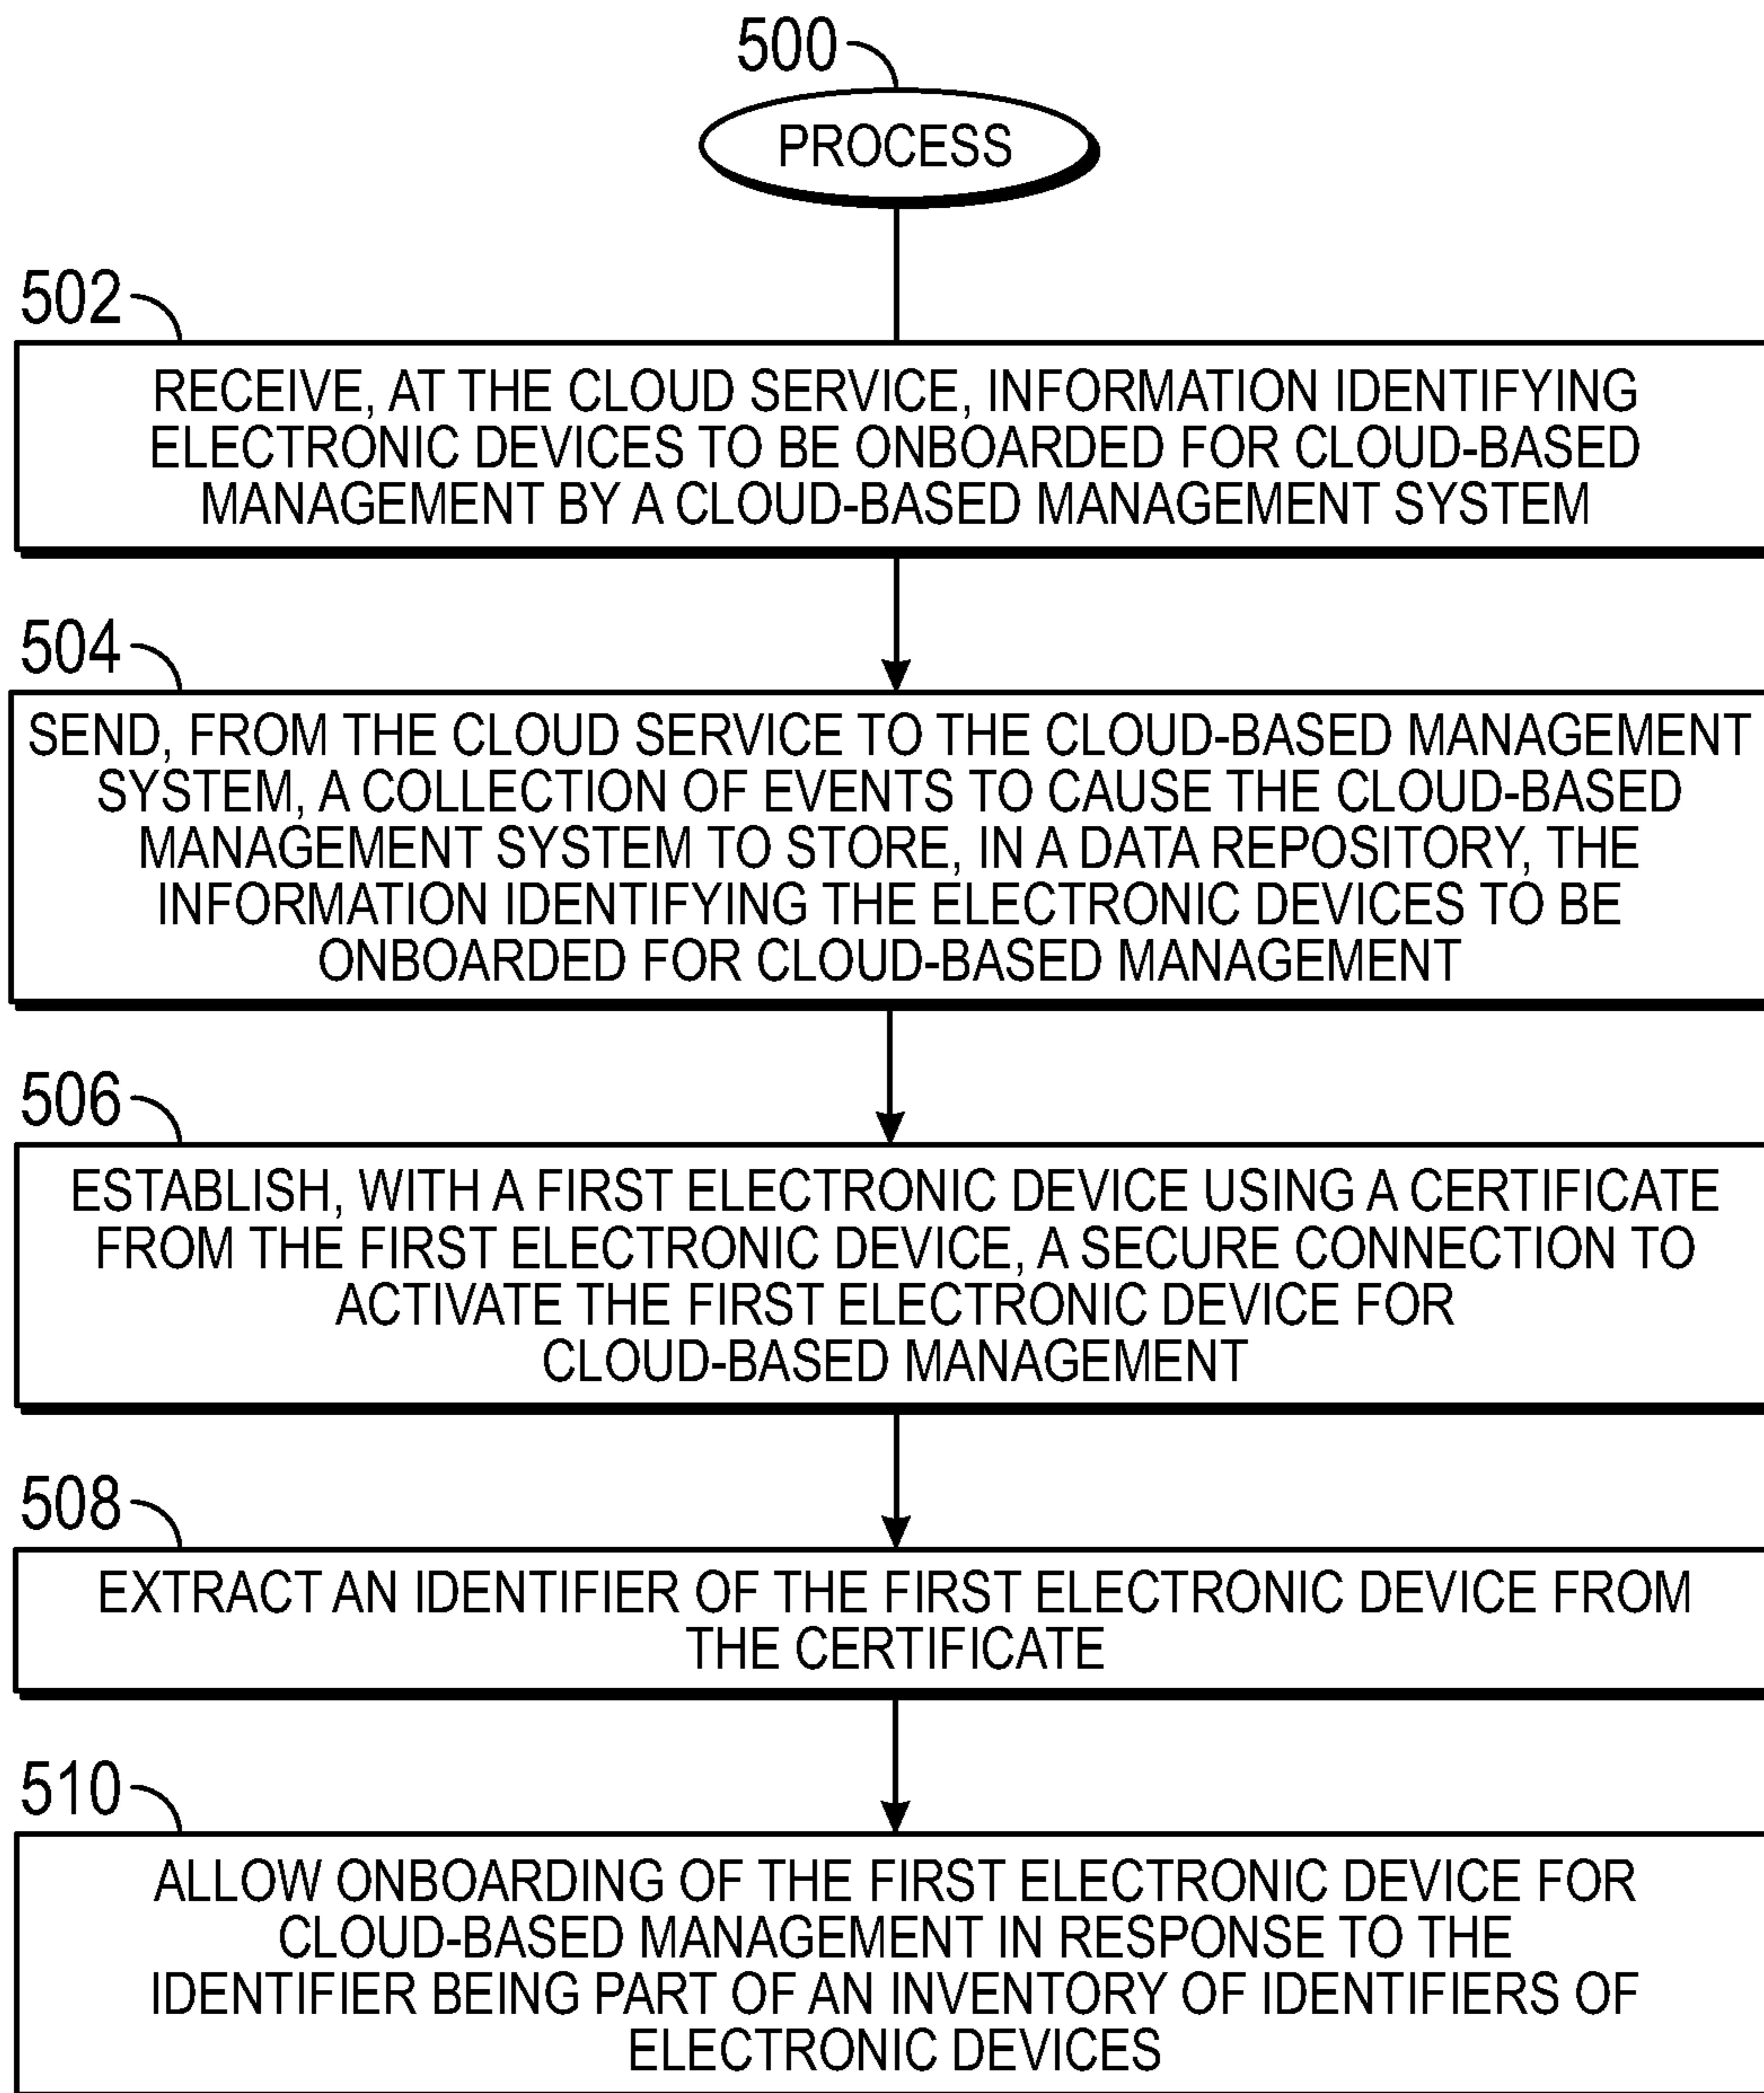 500
PROCESS
502
RECEIVE, AT THE CLOUD SERVICE, INFORMATION IDENTIFYING
ELECTRONIC DEVICES TO BE ONBOARDED FOR CLOUD-BASED
MANAGEMENT BY A CLOUD-BASED MANAGEMENT SYSTEM
504
SEND, FROM THE CLOUD SERVICE TO THE CLOUD-BASED MANAGEMENT
SYSTEM, A COLLECTION OF EVENTS TO CAUSE THE CLOUD-BASED
MANAGEMENT SYSTEM TO STORE, IN A DATA REPOSITORY, THE
INFORMATION IDENTIFYING THE ELECTRONIC DEVICES TO BE
ONBOARDED FOR CLOUD-BASED MANAGEMENT
506
ESTABLISH, WITH A FIRST ELECTRONIC DEVICE USING A CERTIFICATE
FROM THE FIRST ELECTRONIC DEVICE, A SECURE CONNECTION TO
ACTIVATE THE FIRST ELECTRONIC DEVICE FOR
CLOUD-BASED MANAGEMENT
508
EXTRACT AN IDENTIFIER OF THE FIRST ELECTRONIC DEVICE FROM
THE CERTIFICATE
510
ALLOW ONBOARDING OF THE FIRST ELECTRONIC DEVICE FOR
CLOUD-BASED MANAGEMENT IN RESPONSE TO THE
IDENTIFIER BEING PART OF AN INVENTORY OF IDENTIFIERS OF
ELECTRONIC DEVICES